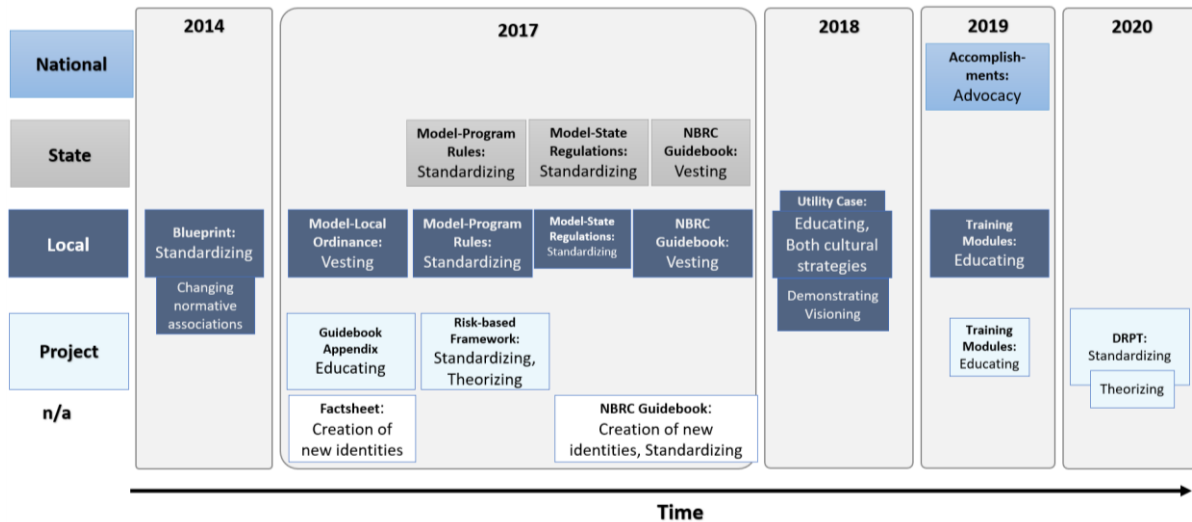 2014
2017
2018
2019
2020
National
Accomplish-
ments:
Advocacy
State
Model-Program
Rules:
Standardizing
Model-State
Regulations:
Standardizing
NBRC
Guidebook:
Vesting
Local
Blueprint:
Standardizing
Changing
normative
associations
Model-Local
Ordinance:
Vesting
Model-Program
Rules:
Standardizing
Model-State
Regulations:
Standardizing
NBRC
Guidebook:
Vesting
Utility Case:
Educating,
Both cultural
strategies
Demonstrating
Visioning
Training
Modules:
Educating
Project
Guidebook
Appendix
Educating
Risk-based
Framework:
Standardizing,
Theorizing
Training
Modules:
Educating
DRPT:
Standardizing
Theorizing
n/a
Factsheet:
Creation of
new identities
NBRC Guidebook:
Creation of new
identities, Standardizing
Time